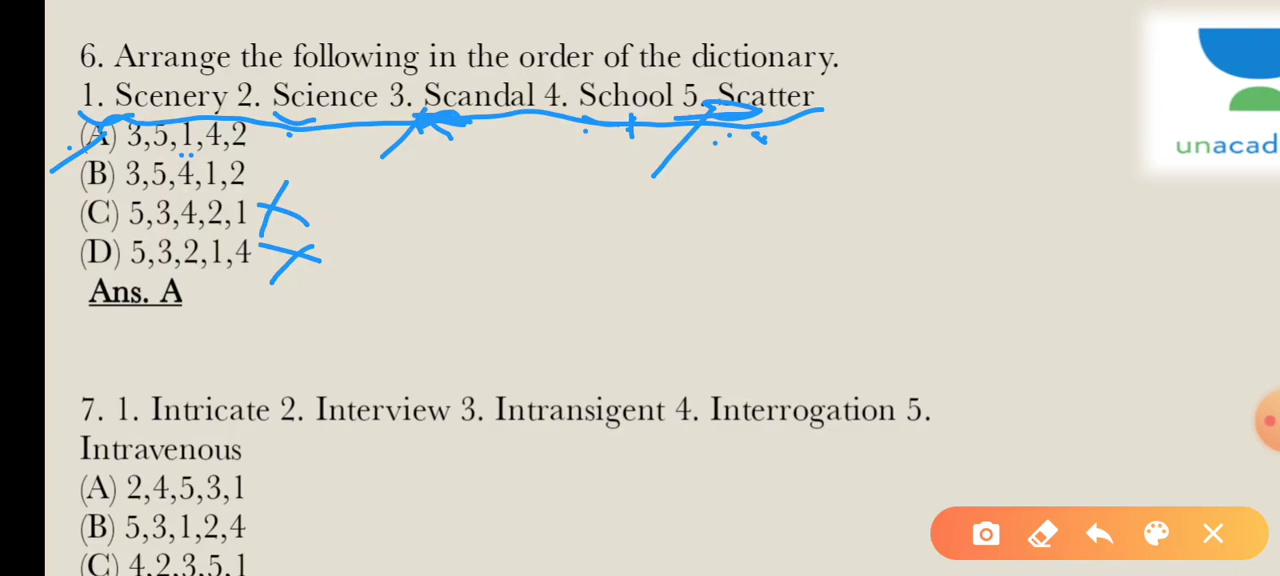 6. Arrange the following in the order of the dictionary.
1. Scenery 2. Science 3. Scandal 4. School 5. Scatter
(A) 3,5,1,4,2
(B) 3,5,4,1,2
(C) 5,3,4,2,1
(D) 5,3,2,1,4
Ans. A
unacad
7. 1. Intricate 2. Interview 3. Intransigent 4. Interrogation 5.
Intravenous
(A) 2,4,5,3,1
(B) 5,3,1,2,4
(C) 4,2,3,5,1